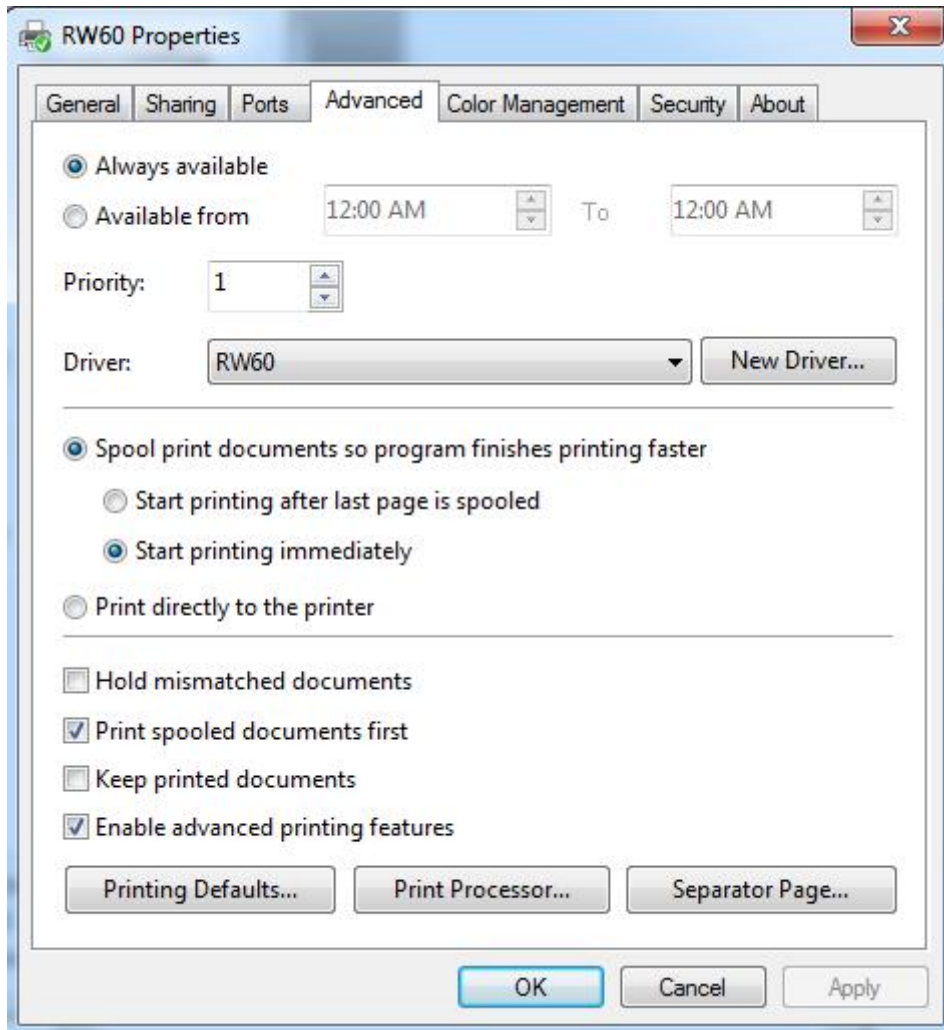 RW60 Properties
General Sharing Ports Advanced Color Management Security About
Always available
Available from 12:00 AM To 12:00 AM
Priority: 1
Driver: RW60 New Driver...
Spool print documents so program finishes printing faster
Start printing after last page is spooled
Start printing immediately
Print directly to the printer
Hold mismatched documents
Print spooled documents first
Keep printed documents
Enable advanced printing features
Printing Defaults... Print Processor... Separator Page...
OK Cancel Apply